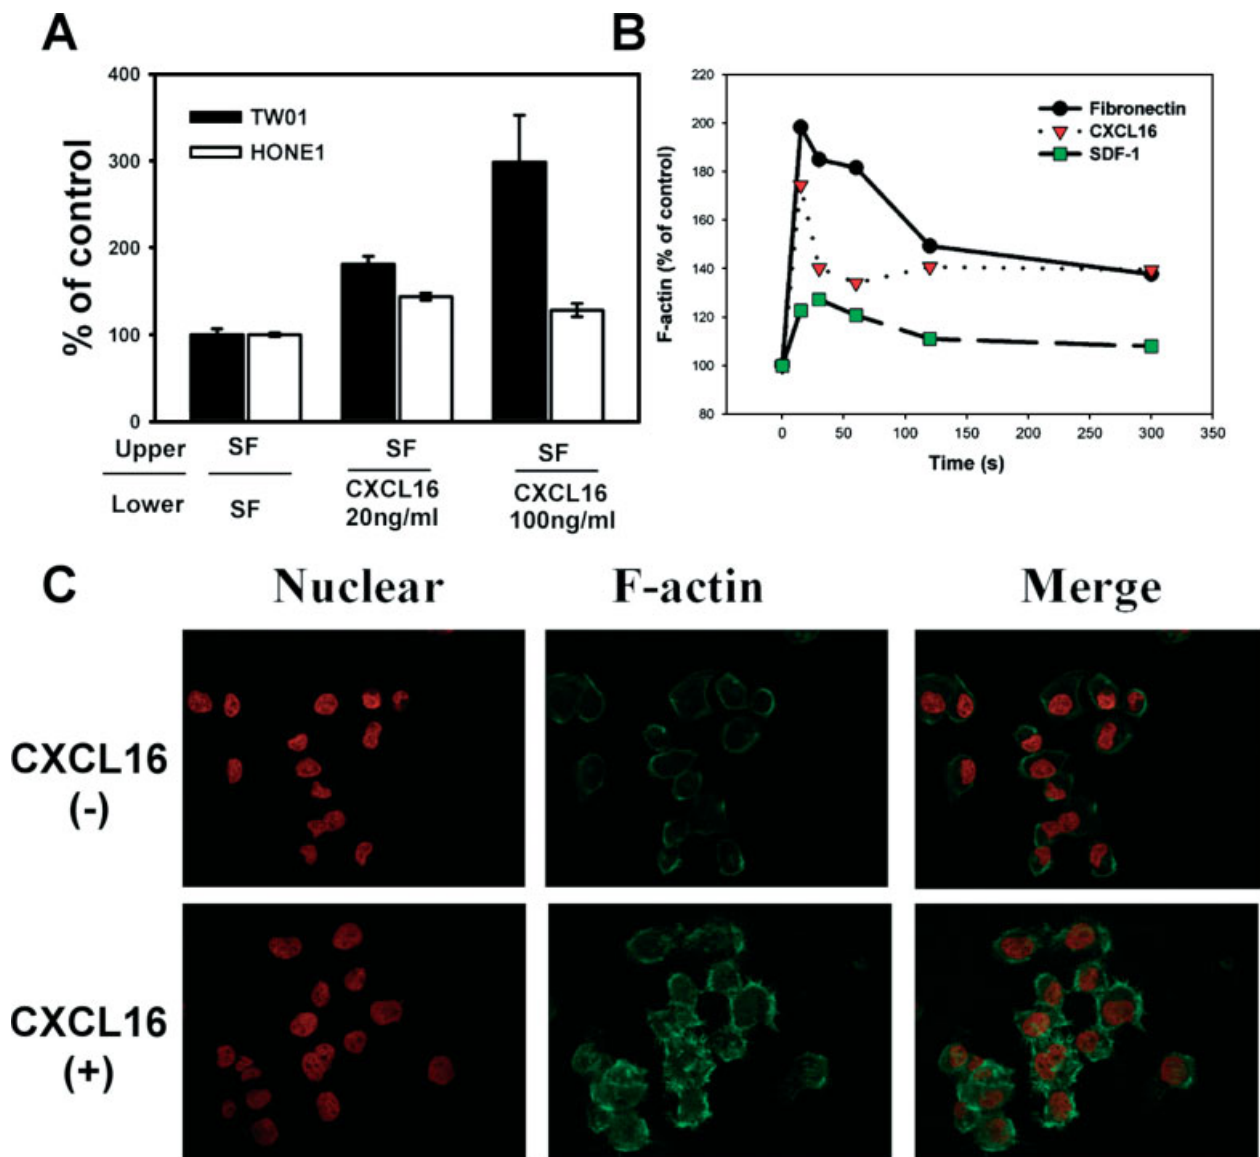 A
% of control
400
300
200
100
0
TW01
HONE1
Upper SF SF SF
Lower SF CXCL16 CXCL16
20ng/ml 100ng/ml
B
F-actin (% of control)
220
200
180
160
140
120
100
80
Fibronectin
CXCL16
SDF-1
0 50 100 150 200 250 300 350
Time (s)
C Nuclear F-actin Merge
CXCL16
(-)
CXCL16
(+)